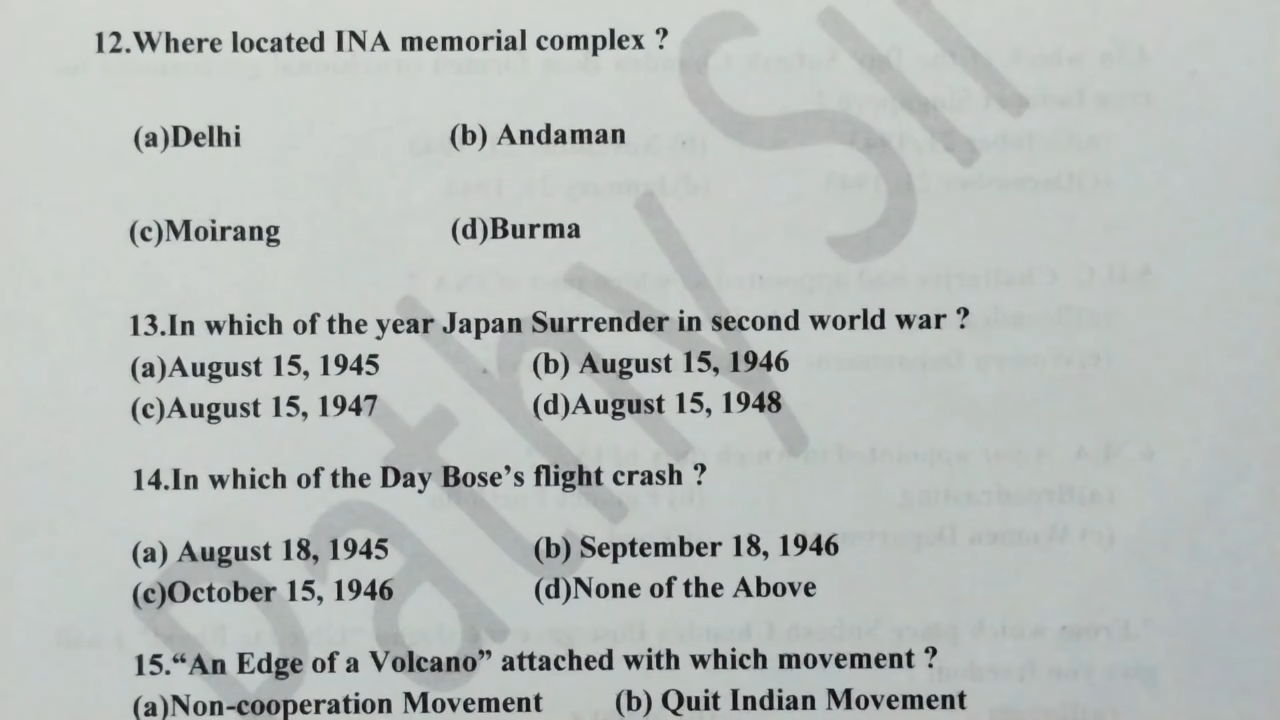 12.Where located INA memorial complex ?
(a)Delhi (b) Andaman
(c)Moirang (d)Burma
13.In which of the year Japan Surrender in second world war ?
(a)August 15, 1945 (b) August 15, 1946
(c)August 15, 1947 (d)August 15, 1948
14.In which of the Day Bose’s flight crash ?
(a) August 18, 1945 (b) September 18, 1946
(c)October 15, 1946 (d)None of the Above
15.“An Edge of a Volcano” attached with which movement ?
(a)Non-cooperation Movement (b) Quit Indian Movement
Pathy Sir